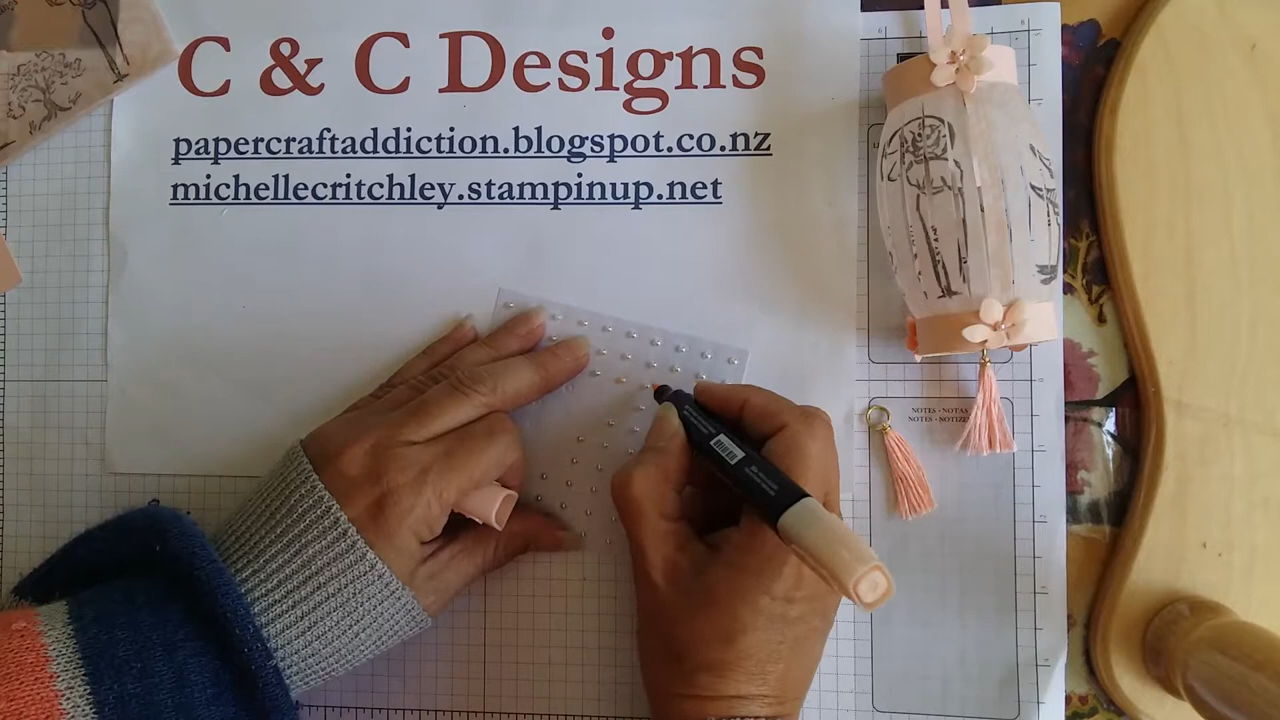 C & C Designs
papercraftaddiction.blogspot.co.nz
michellecritchley.stampinup.net
NOTES - NOTAS
NOTES - NOTIZEN